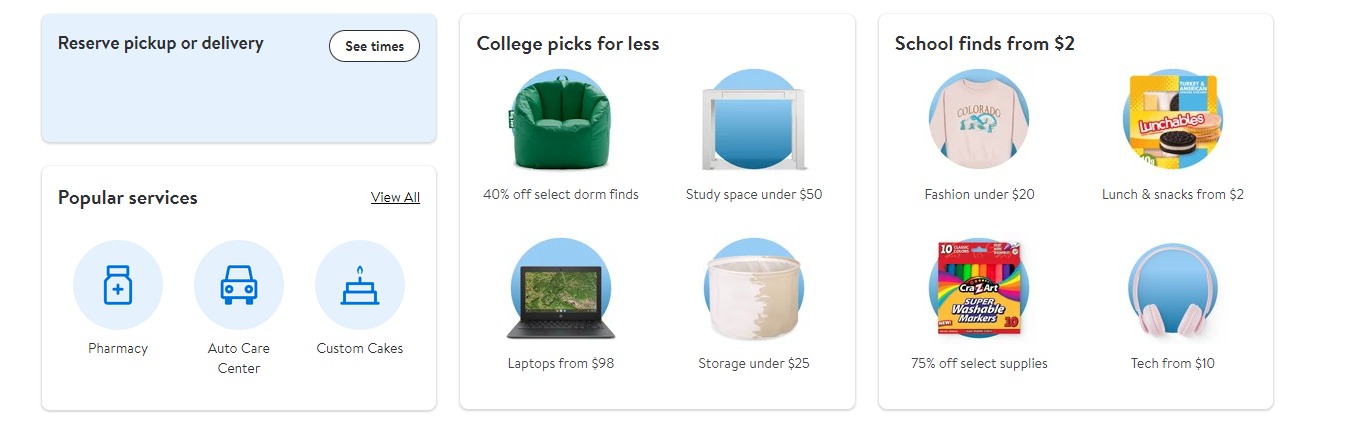 Reserve pickup or delivery
See times
Popular services
View All
Pharmacy
Auto Care
Center
Custom Cakes
College picks for less
40% off select dorm finds
Study space under $50
Laptops from $98
Storage under $25
School finds from $2
COLORADO
Fashion under $20
TURKEY &
AMERICAN
Lunchables
Lunch & snacks from $2
10 CLASSIC
COLORS
CraZArt
SUPER
Washable
Markers
NEW!
10
75% off select supplies
Tech from $10